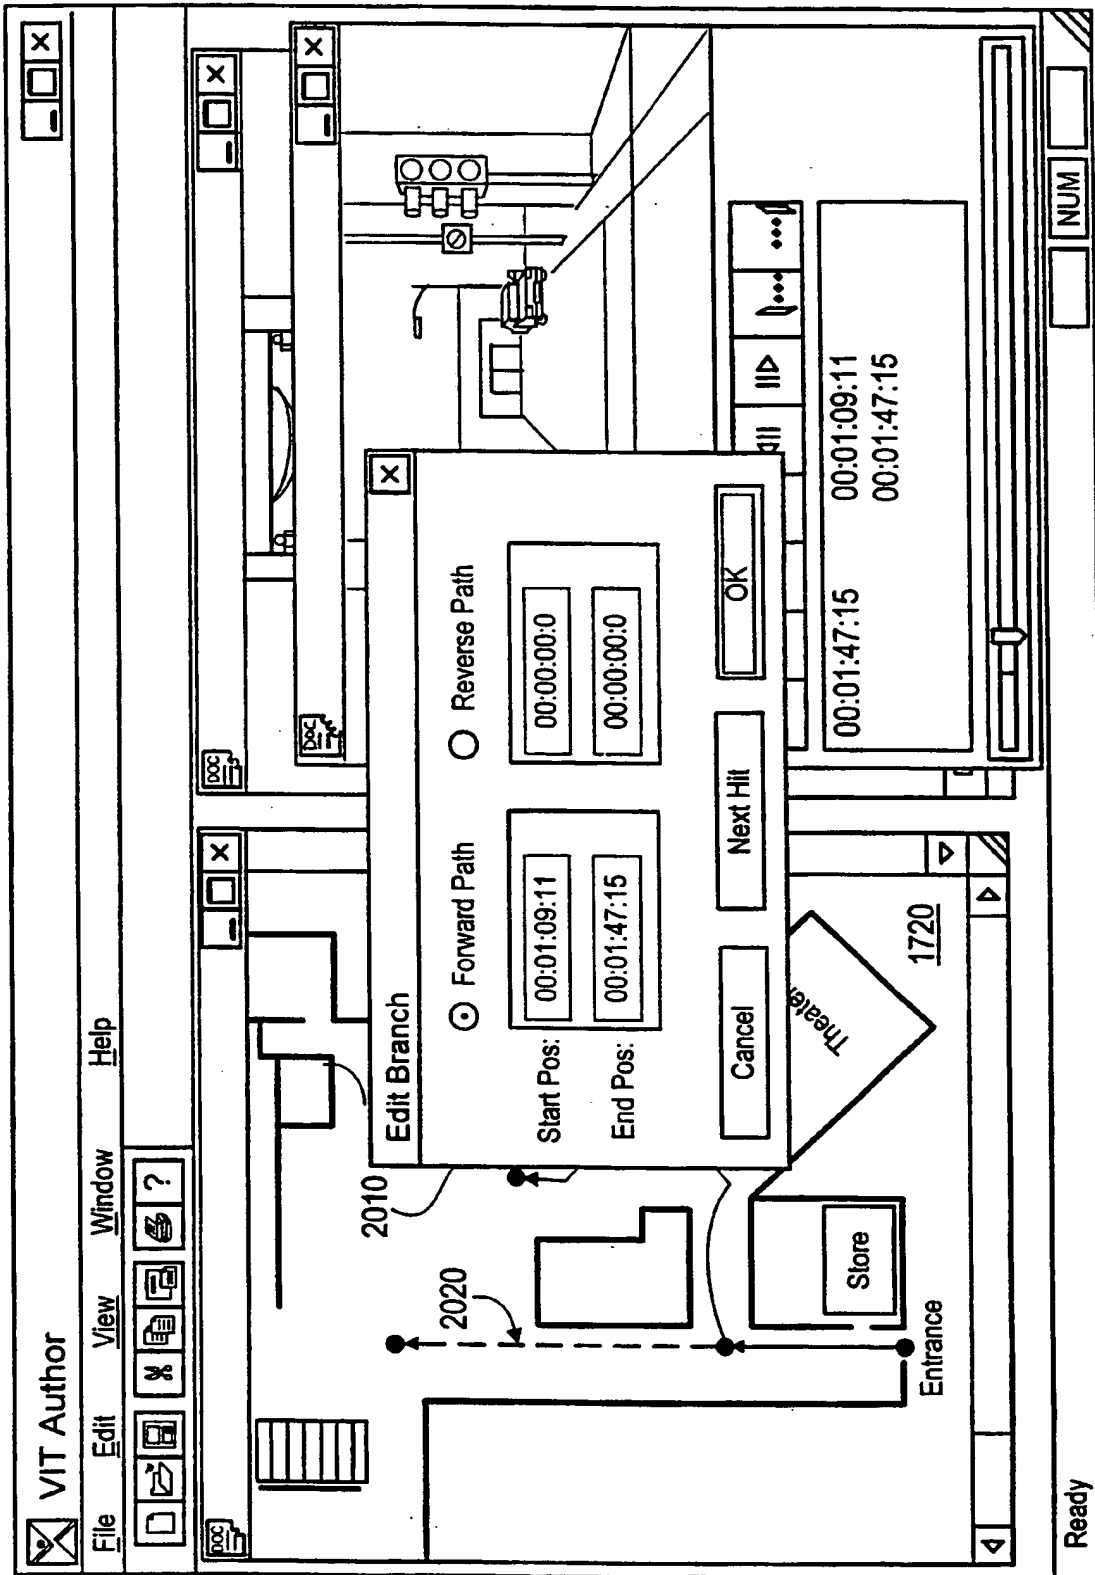 VIT Author
File Edit View Window Help
?
DOC
DOC
DOC
2010
2020
Edit Branch
Forward Path Reverse Path
Start Pos: 00:01:09:11 00:00:00:0
End Pos: 00:01:47:15 00:00:00:0
Cancel Next Hit OK
Store
Theater
Entrance
1720
00:01:47:15 00:01:09:11
00:01:47:15
Ready NUM